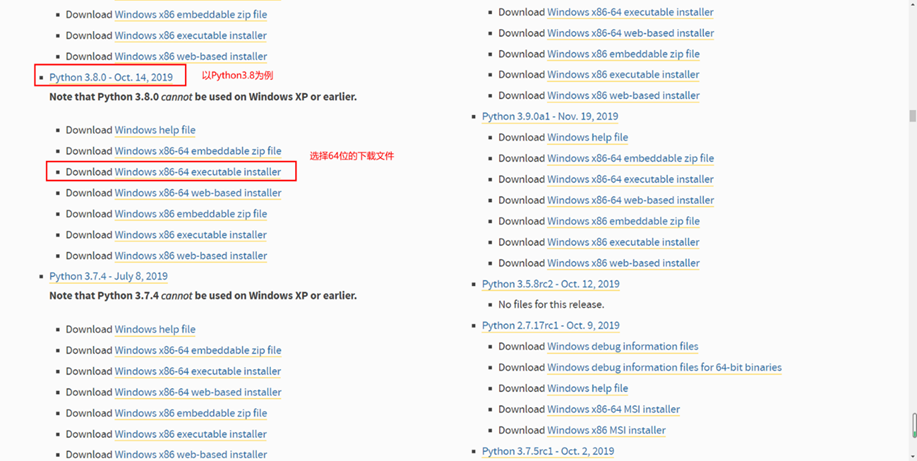 Download Windows x86 embeddable zip file
Download Windows x86 executable installer
Download Windows x86 web-based installer
Python 3.8.0 - Oct. 14, 2019
以Python3.8为例
Note that Python 3.8.0 cannot be used on Windows XP or earlier.
Download Windows help file
Download Windows x86-64 embeddable zip file
选择64位的下载文件
Download Windows x86-64 executable installer
Download Windows x86-64 web-based installer
Download Windows x86 embeddable zip file
Download Windows x86 executable installer
Download Windows x86 web-based installer
Python 3.7.4 - July 8, 2019
Note that Python 3.7.4 cannot be used on Windows XP or earlier.
Download Windows help file
Download Windows x86-64 embeddable zip file
Download Windows x86-64 executable installer
Download Windows x86-64 web-based installer
Download Windows x86 embeddable zip file
Download Windows x86 executable installer
Download Windows x86 web-based installer
Download Windows x86-64 executable installer
Download Windows x86-64 web-based installer
Download Windows x86 embeddable zip file
Download Windows x86 executable installer
Download Windows x86 web-based installer
Python 3.9.0a1 - Nov. 19, 2019
Download Windows help file
Download Windows x86-64 embeddable zip file
Download Windows x86-64 executable installer
Download Windows x86-64 web-based installer
Download Windows x86 embeddable zip file
Download Windows x86 executable installer
Download Windows x86 web-based installer
Python 3.5.8rc2 - Oct. 12, 2019
No files for this release.
Python 2.7.17rc1 - Oct. 9, 2019
Download Windows debug information files
Download Windows debug information files for 64-bit binaries
Download Windows help file
Download Windows x86-64 MSI installer
Download Windows x86 MSI installer
Python 3.7.5rc1 - Oct. 2, 2019